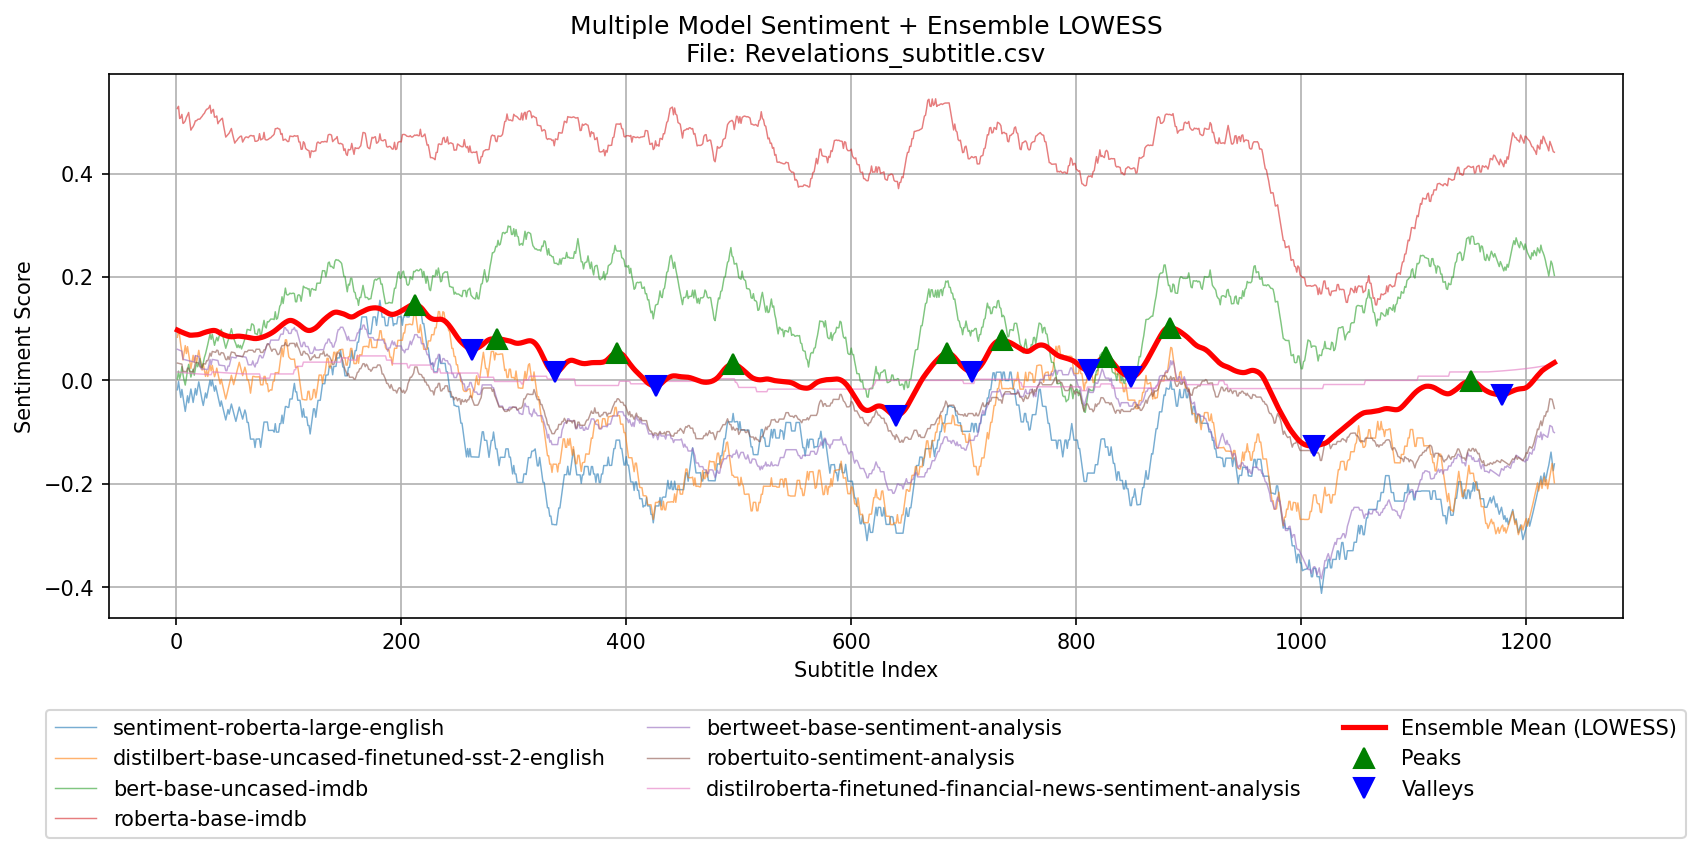 Multiple Model Sentiment + Ensemble LOWESS
File: Revelations_subtitle.csv
Sentiment Score
0.4
0.2
0.0
−0.2
−0.4
0 200 400 600 800 1000 1200
Subtitle Index
sentiment-roberta-large-english
distilbert-base-uncased-finetuned-sst-2-english
bert-base-uncased-imdb
roberta-base-imdb
bertweet-base-sentiment-analysis
robertuito-sentiment-analysis
distilroberta-finetuned-financial-news-sentiment-analysis
Ensemble Mean (LOWESS)
Peaks
Valleys